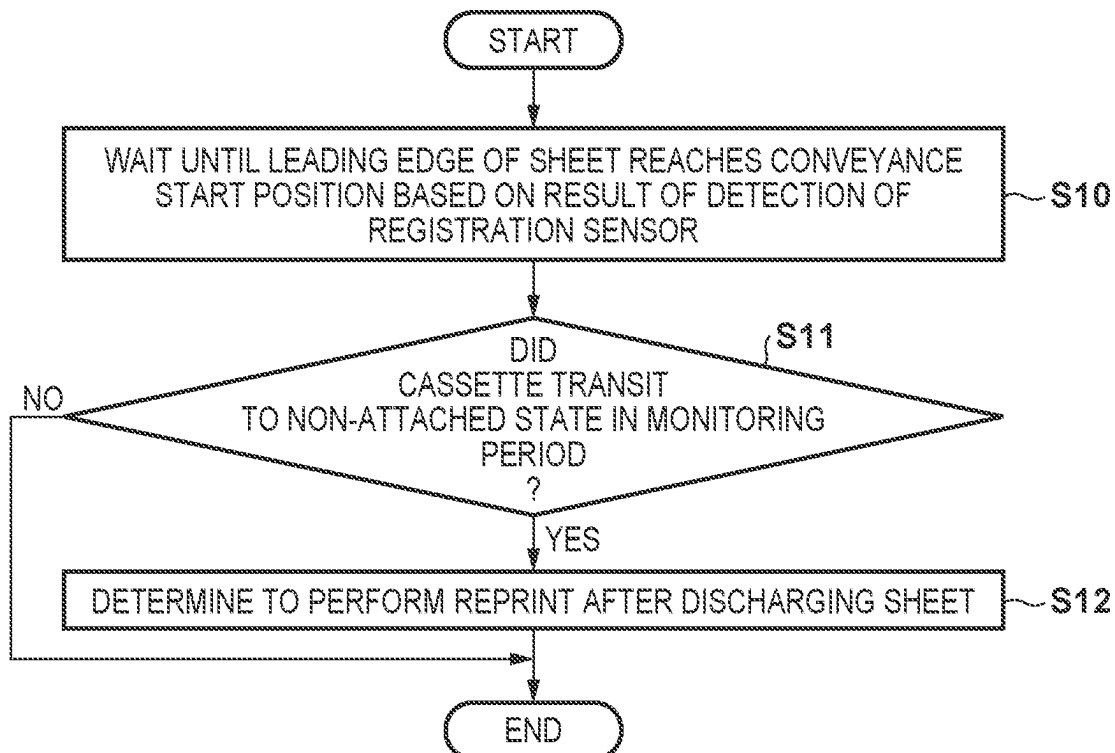 START
WAIT UNTIL LEADING EDGE OF SHEET REACHES CONVEYANCE
START POSITION BASED ON RESULT OF DETECTION OF
REGISTRATION SENSOR
S10
S11
DID
CASSETTE TRANSIT
TO NON-ATTACHED STATE IN MONITORING
PERIOD
?
NO
YES
DETERMINE TO PERFORM REPRINT AFTER DISCHARGING SHEET
S12
END